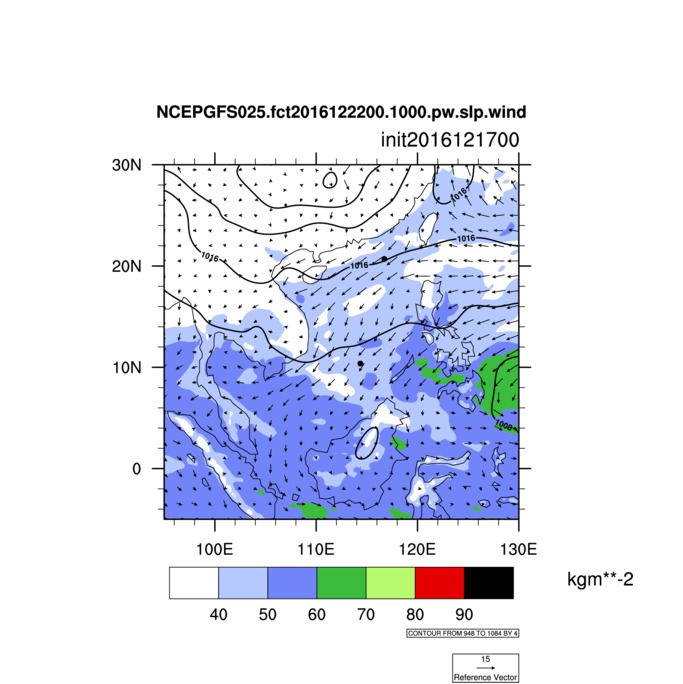 NCEPGFS025.fct2016122200.1000.pw.slp.wind
init2016121700
30N
20N
10N
0
1016
1016
1016
1016
1008
100E 110E 120E 130E
40 50 60 70 80 90
kgm**-2
CONTOUR FROM 948 TO 1084 BY 4
15
Reference Vector